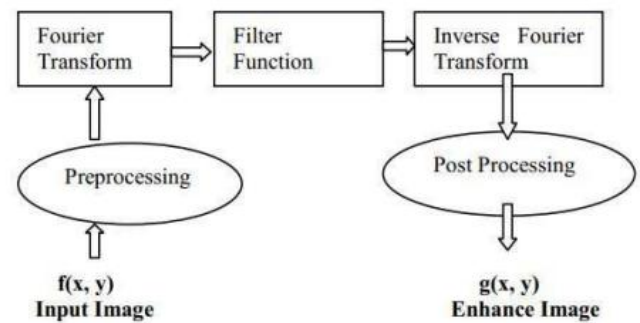 Fourier
Transform
Filter
Function
Inverse Fourier
Transform
Preprocessing
Post Processing
f(x, y)
Input Image
g(x, y)
Enhance Image